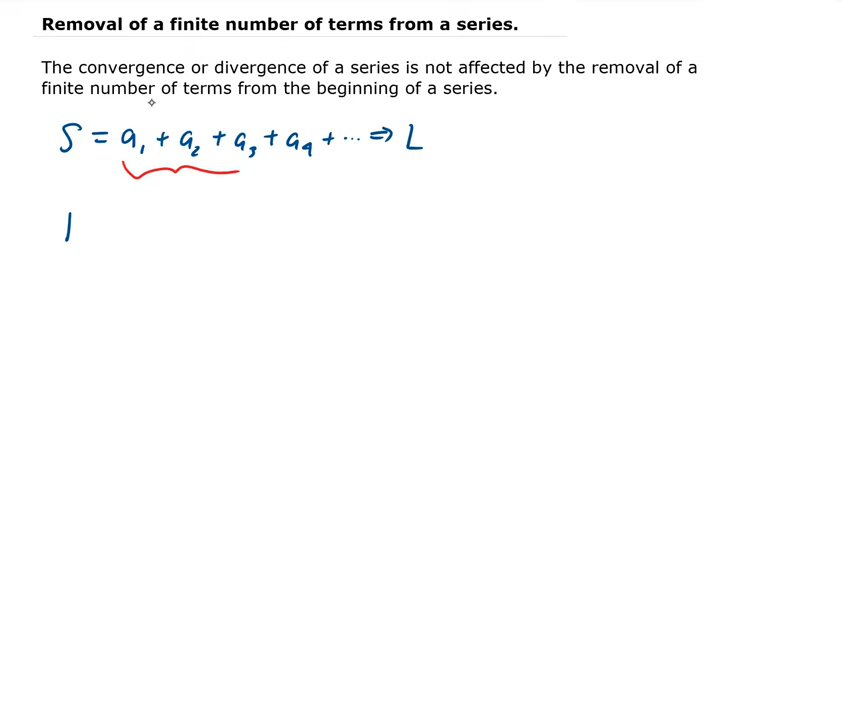 Removal of a finite number of terms from a series.
The convergence or divergence of a series is not affected by the removal of a
finite number of terms from the beginning of a series.
S = a₁ + a₂ + a₃ + a₄ + ⋯ ⇒ L